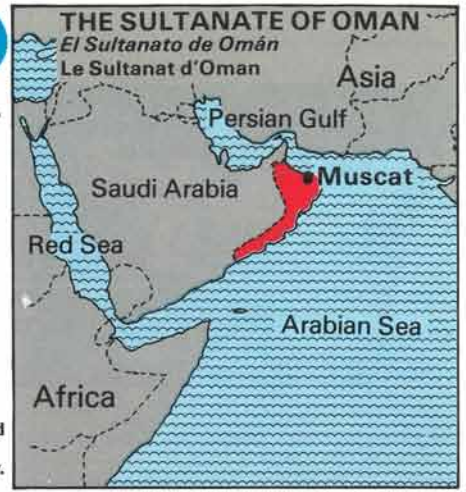 THE SULTANATE OF OMAN
El Sultanato de Omán
Le Sultanat d'Oman
Asia
Persian Gulf
Muscat
Saudi Arabia
Red Sea
Arabian Sea
Africa